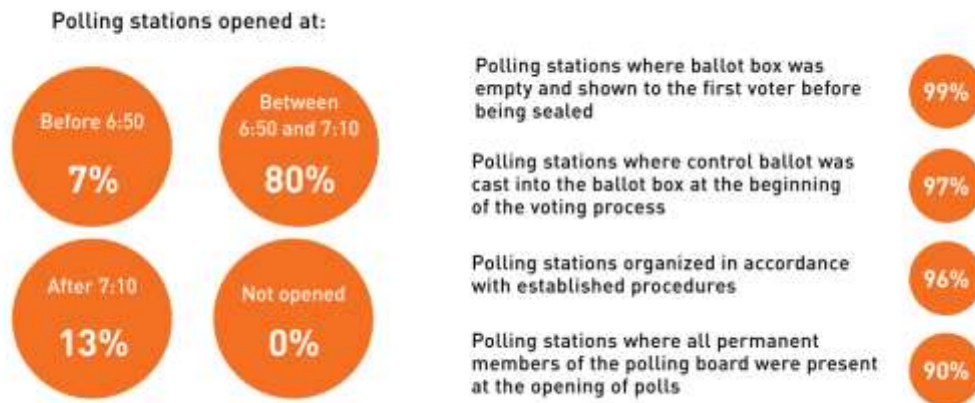 Polling stations opened at:
Before 6:50
7%
Between
6:50 and 7:10
80%
After 7:10
13%
Not opened
0%
Polling stations where ballot box was
empty and shown to the first voter before
being sealed
99%
Polling stations where control ballot was
cast into the ballot box at the beginning
of the voting process
97%
Polling stations organized in accordance
with established procedures
96%
Polling stations where all permanent
members of the polling board were present
at the opening of polls
90%